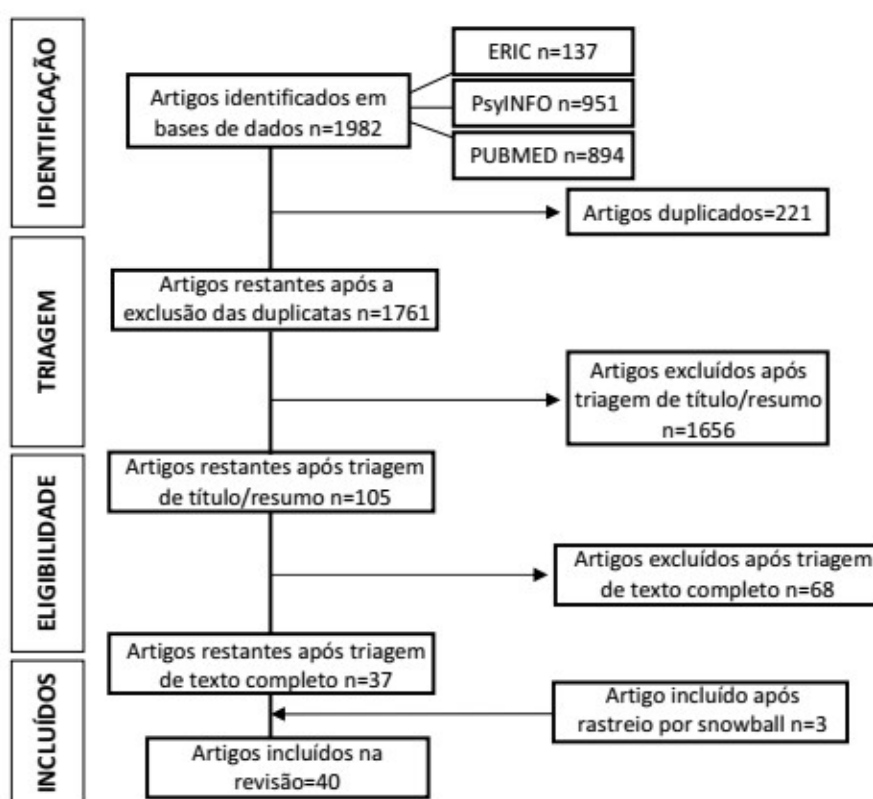 IDENTIFICAÇÃO
Artigos identificados em
bases de dados n=1982
ERIC n=137
PsyINFO n=951
PUBMED n=894
Artigos duplicados=221
TRIAGEM
Artigos restantes após a
exclusão das duplicatas n=1761
Artigos excluídos após
triagem de título/resumo
n=1656
ELIGIBILIDADE
Artigos restantes após triagem
de título/resumo n=105
Artigos excluídos após triagem
de texto completo n=68
Artigos restantes após triagem
de texto completo n=37
INCLUÍDOS
Artigo incluído após
rastreio por snowball n=3
Artigos incluídos na
revisão=40